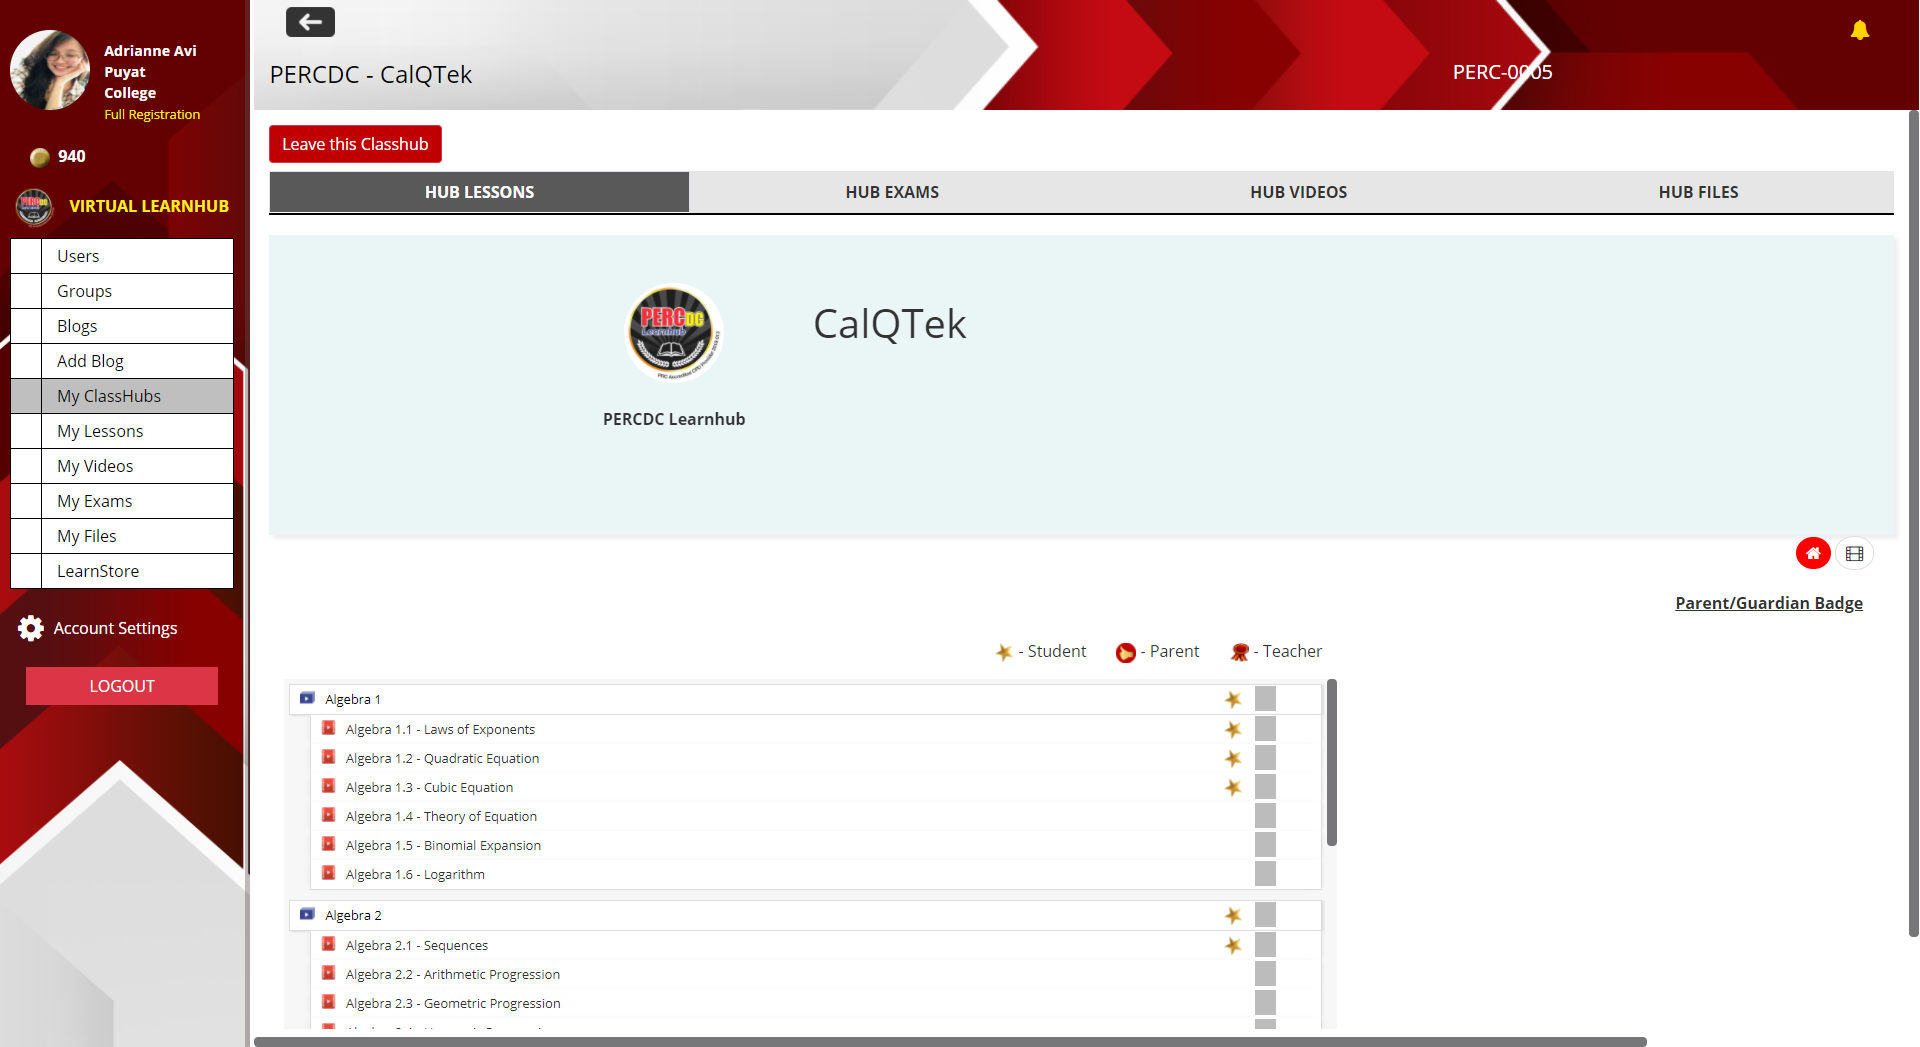 Adrianne Avi
Puyat
College
Full Registration
940
VIRTUAL LEARNHUB
Users
Groups
Blogs
Add Blog
My ClassHubs
My Lessons
My Videos
My Exams
My Files
LearnStore
Account Settings
LOGOUT
PERCDC - CalQTek
PERC-0005
Leave this Classhub
HUB LESSONS
HUB EXAMS
HUB VIDEOS
HUB FILES
PERCDC
Learnhub
CalQTek
PERCDC Learnhub
Parent/Guardian Badge
- Student
- Parent
- Teacher
Algebra 1
Algebra 1.1 - Laws of Exponents
Algebra 1.2 - Quadratic Equation
Algebra 1.3 - Cubic Equation
Algebra 1.4 - Theory of Equation
Algebra 1.5 - Binomial Expansion
Algebra 1.6 - Logarithm
Algebra 2
Algebra 2.1 - Sequences
Algebra 2.2 - Arithmetic Progression
Algebra 2.3 - Geometric Progression